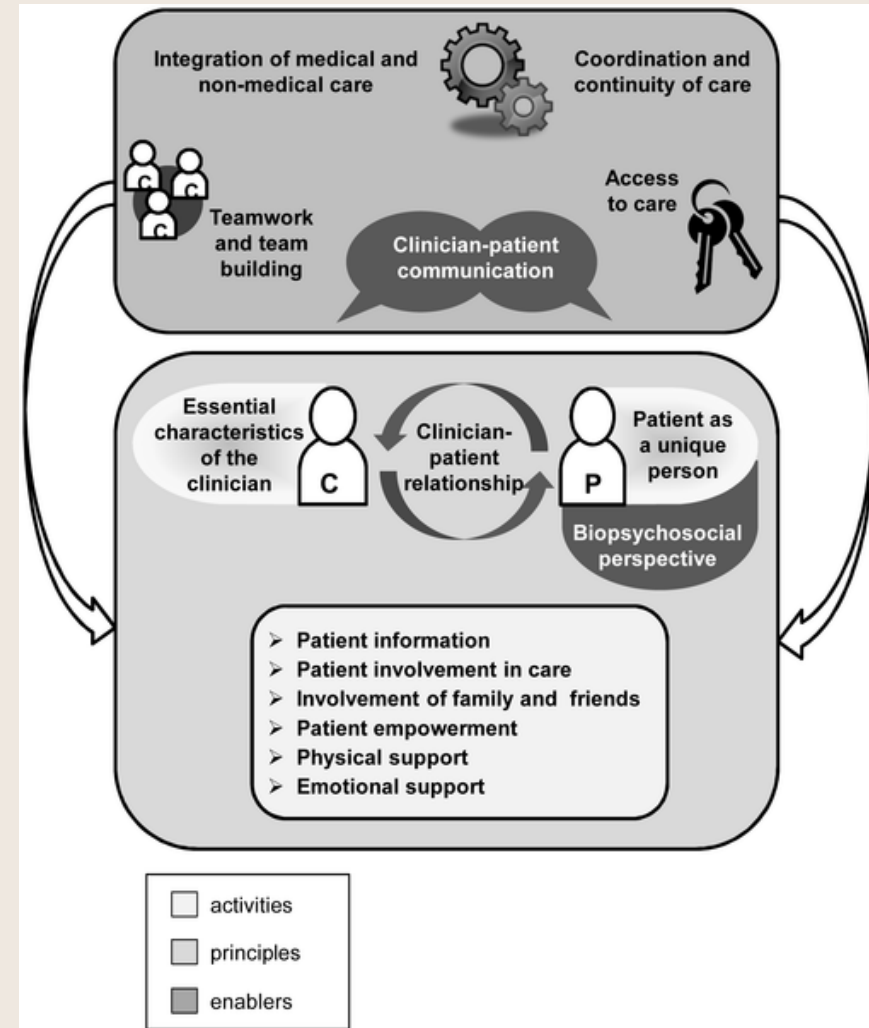 Integration of medical and
non-medical care
Coordination and
continuity of care
C
C
C
Teamwork
and team
building
Access
to care
Clinician-patient
communication
Essential
characteristics
of the
clinician
C
Clinician-
patient
relationship
P
Patient as
a unique
person
Biopsychosocial
perspective
➢ Patient information
➢ Patient involvement in care
➢ Involvement of family and friends
➢ Patient empowerment
➢ Physical support
➢ Emotional support
activities
principles
enablers